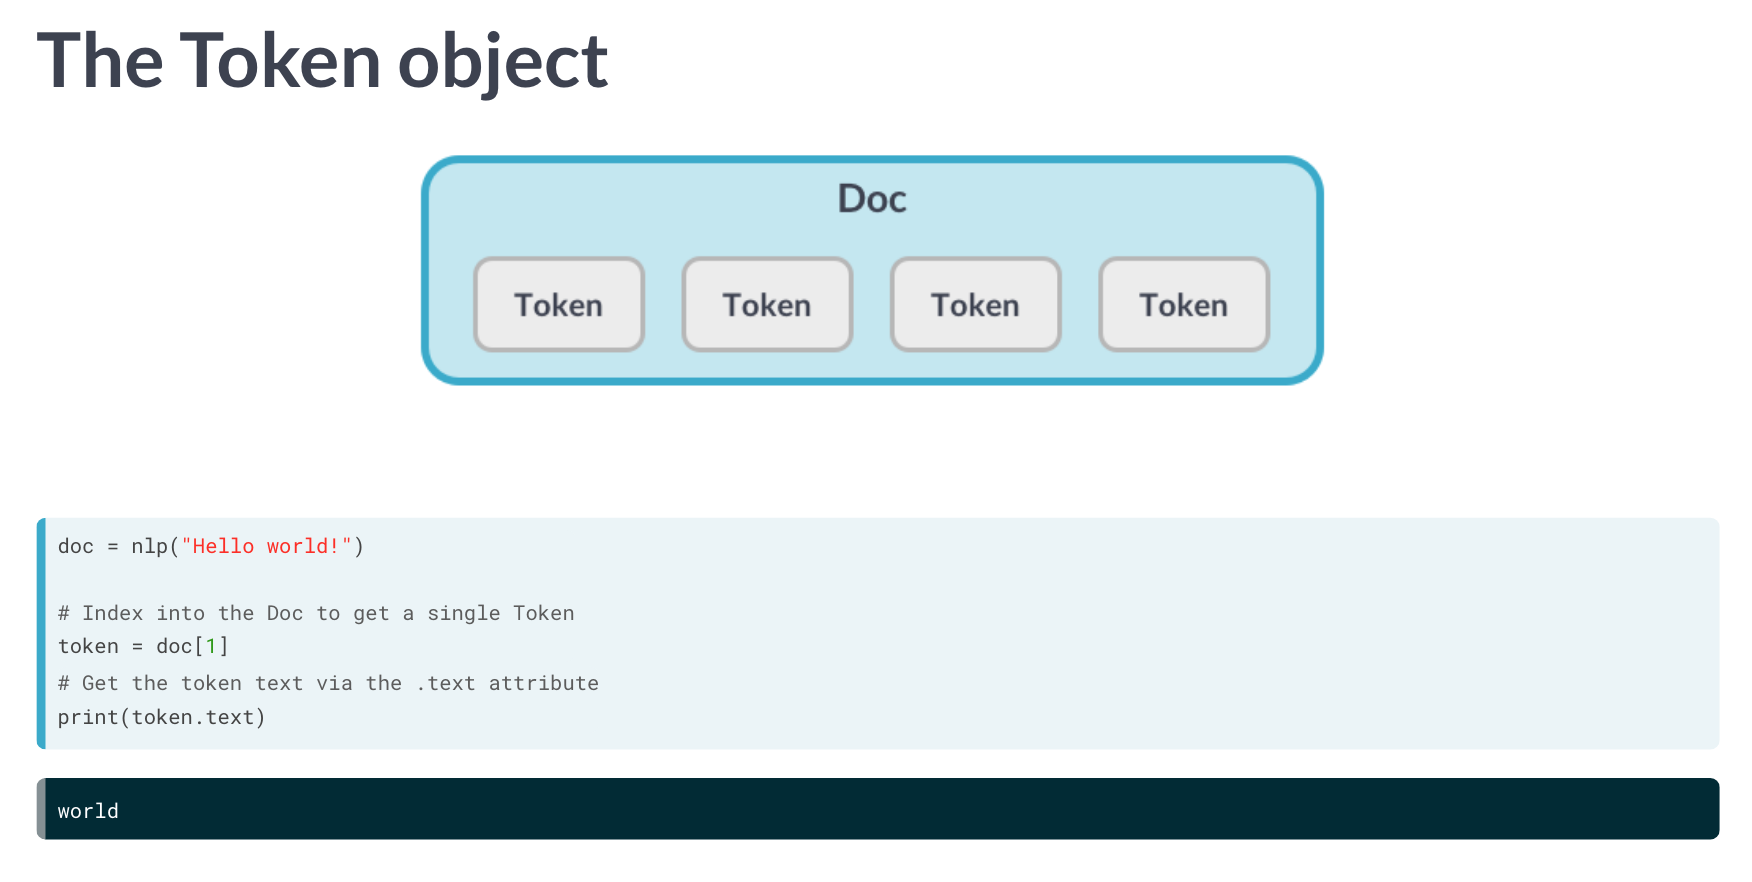 The Token object
Doc
Token Token Token Token
doc = nlp("Hello world!")
# Index into the Doc to get a single Token
token = doc[1]
# Get the token text via the .text attribute
print(token.text)
world